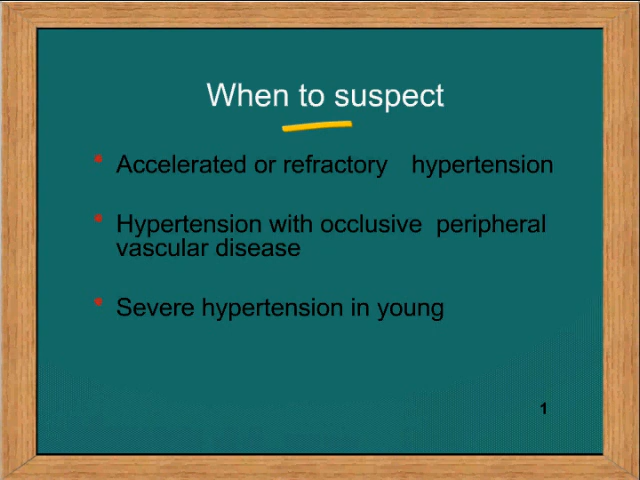 When to suspect
* Accelerated or refractory hypertension
* Hypertension with occlusive peripheral
vascular disease
* Severe hypertension in young
1